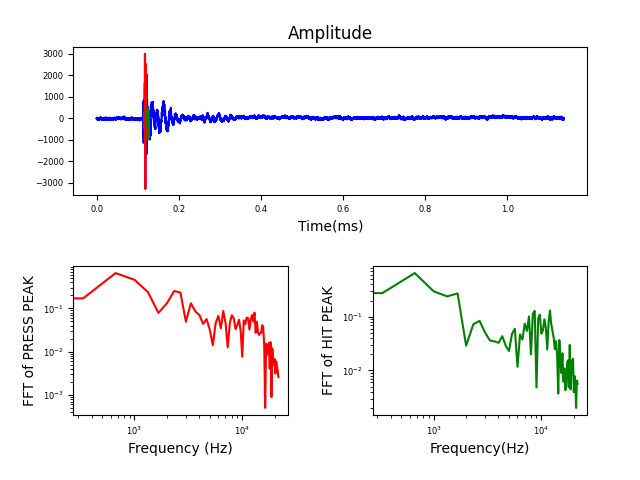 Amplitude
3000
2000
1000
0
−1000
−2000
−3000
0.0 0.2 0.4 0.6 0.8 1.0
Time(ms)
FFT of PRESS PEAK
10⁻¹
10⁻²
10⁻³
10³ 10⁴
Frequency (Hz)
FFT of HIT PEAK
10⁻¹
10⁻²
10³ 10⁴
Frequency(Hz)